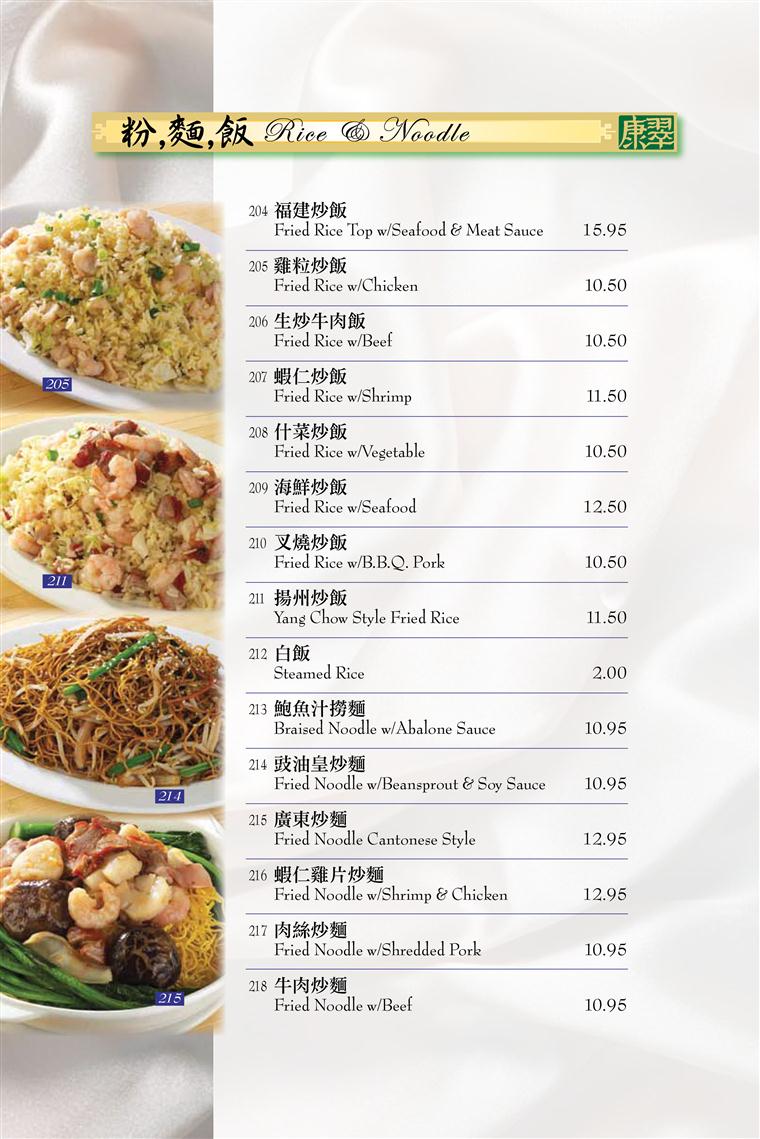 粉,麵,飯 Rice & Noodle 康翠
204 福建炒飯
Fried Rice Top w/Seafood & Meat Sauce 15.95
205 雞粒炒飯
Fried Rice w/Chicken 10.50
206 生炒牛肉飯
Fried Rice w/Beef 10.50
207 蝦仁炒飯
Fried Rice w/Shrimp 11.50
208 什菜炒飯
Fried Rice w/Vegetable 10.50
209 海鮮炒飯
Fried Rice w/Seafood 12.50
210 叉燒炒飯
Fried Rice w/B.B.Q. Pork 10.50
211 揚州炒飯
Yang Chow Style Fried Rice 11.50
212 白飯
Steamed Rice 2.00
213 鮑魚汁撈麵
Braised Noodle w/Abalone Sauce 10.95
214 豉油皇炒麵
Fried Noodle w/Beansprout & Soy Sauce 10.95
215 廣東炒麵
Fried Noodle Cantonese Style 12.95
216 蝦仁雞片炒麵
Fried Noodle w/Shrimp & Chicken 12.95
217 肉絲炒麵
Fried Noodle w/Shredded Pork 10.95
218 牛肉炒麵
Fried Noodle w/Beef 10.95
205
211
214
215